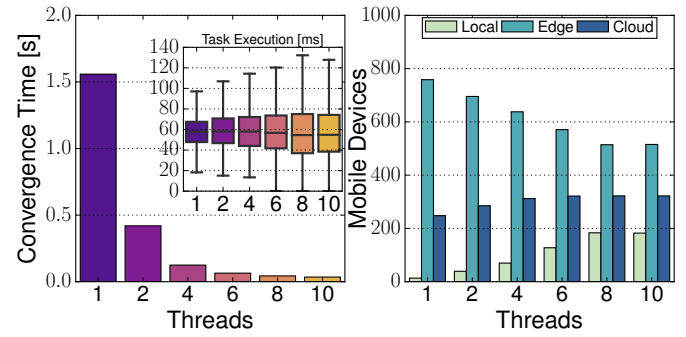 Convergence Time [s]
2.0
1.5
1.0
0.5
0.0
1 2 4 6 8 10
Threads
Task Execution [ms]
140
120
100
80
60
40
20
0
1 2 4 6 8 10
Mobile Devices
1000
800
600
400
200
0
Local Edge Cloud
1 2 4 6 8 10
Threads